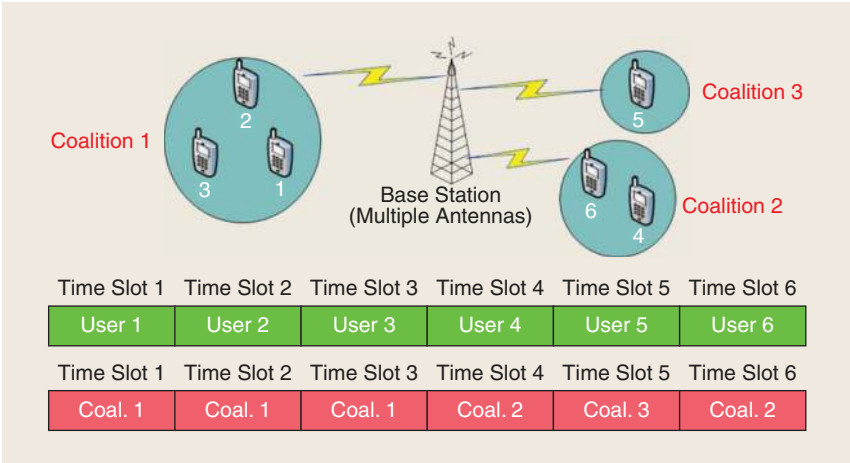 2
Coalition 1
3
1
5
Coalition 3
Base Station
(Multiple Antennas)
6
4
Coalition 2
Time Slot 1 Time Slot 2 Time Slot 3 Time Slot 4 Time Slot 5 Time Slot 6
User 1 User 2 User 3 User 4 User 5 User 6
Time Slot 1 Time Slot 2 Time Slot 3 Time Slot 4 Time Slot 5 Time Slot 6
Coal. 1 Coal. 1 Coal. 1 Coal. 2 Coal. 3 Coal. 2